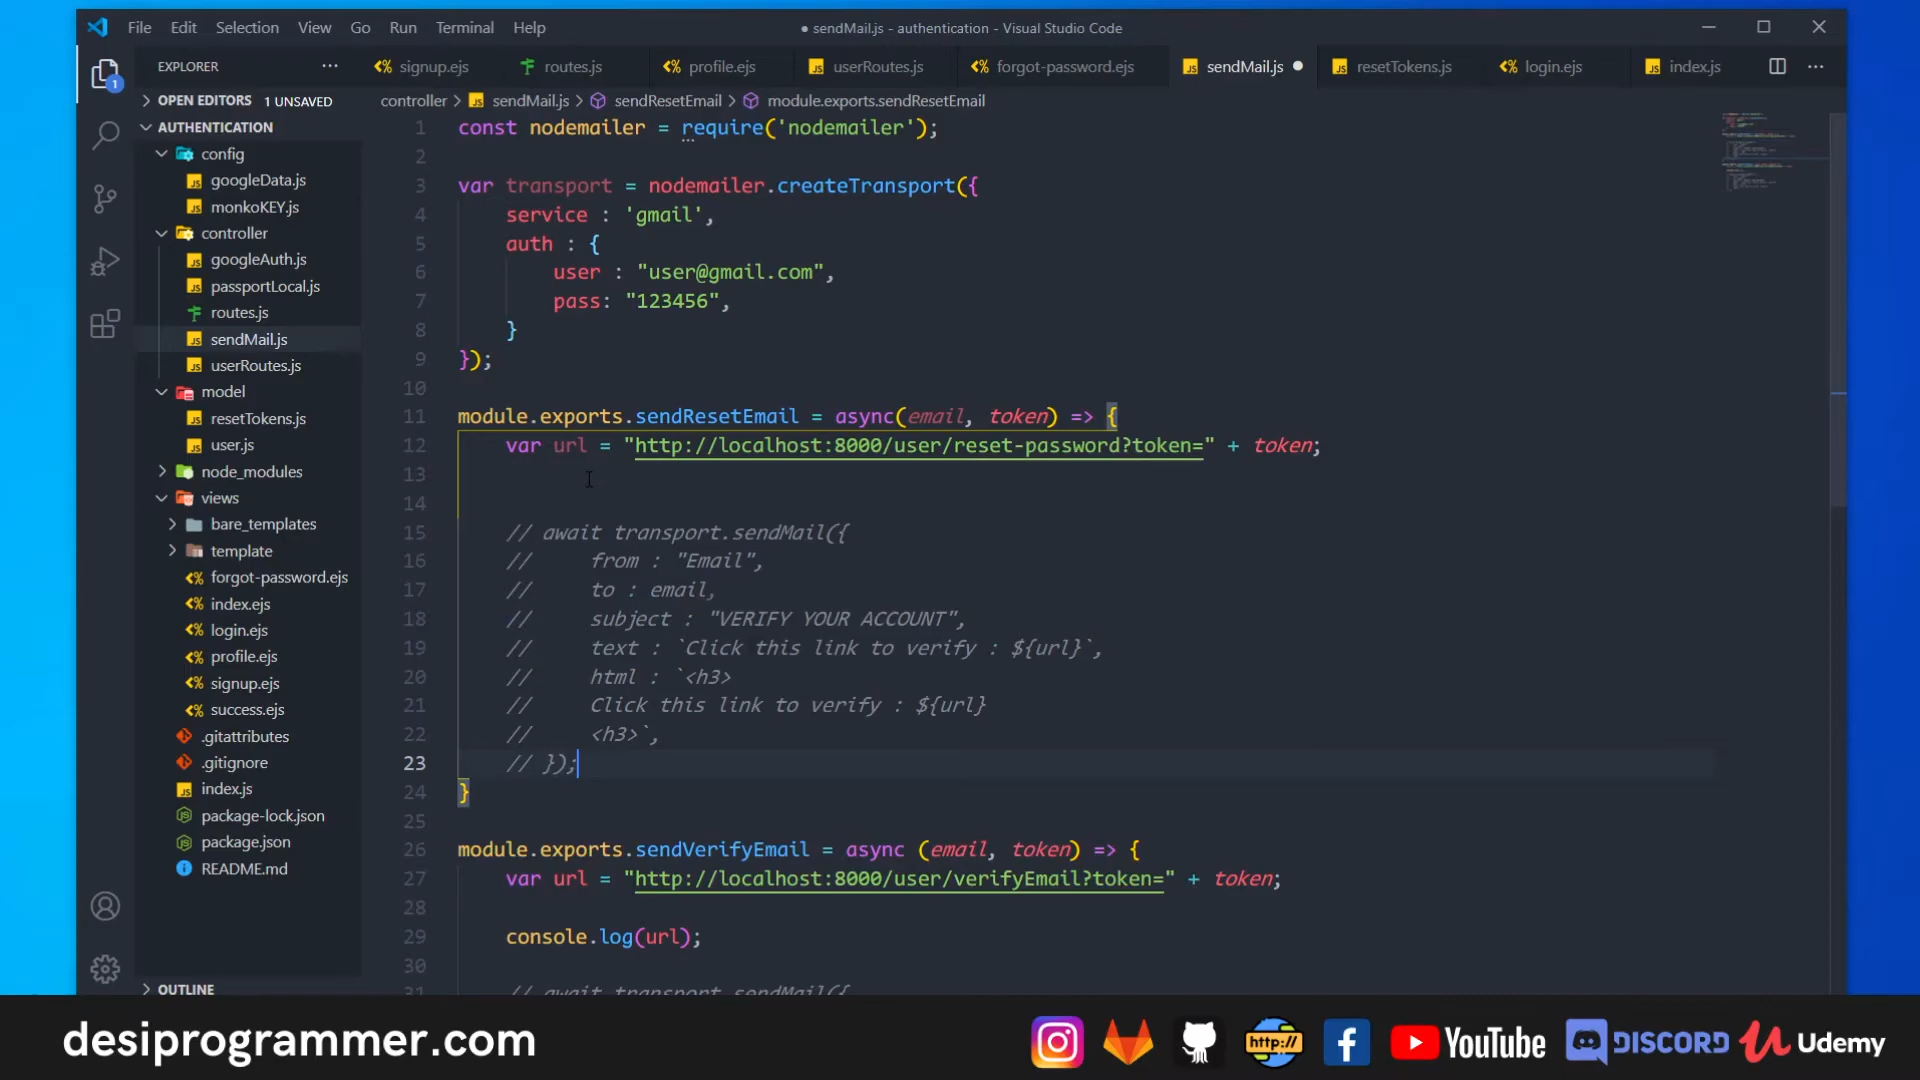 File Edit Selection View Go Run Terminal Help
● sendMail.js - authentication - Visual Studio Code
EXPLORER
signup.ejs routes.js profile.ejs userRoutes.js forgot-password.ejs sendMail.js ● resetTokens.js login.ejs index.js
OPEN EDITORS 1 UNSAVED
controller > sendMail.js > sendResetEmail > module.exports.sendResetEmail
1
AUTHENTICATION
config
googleData.js
monkoKEY.js
controller
googleAuth.js
passportLocal.js
routes.js
sendMail.js
userRoutes.js
model
resetTokens.js
user.js
node_modules
views
bare_templates
template
forgot-password.ejs
index.ejs
login.ejs
profile.ejs
signup.ejs
success.ejs
.gitattributes
.gitignore
index.js
package-lock.json
package.json
README.md
OUTLINE
1 const nodemailer = require('nodemailer');
2
3 var transport = nodemailer.createTransport({
4 service : 'gmail',
5 auth : {
6 user : "user@gmail.com",
7 pass: "123456",
8 }
9 });
10
11 module.exports.sendResetEmail = async(email, token) => {
12 var url = "http://localhost:8000/user/reset-password?token=" + token;
13
14
15 // await transport.sendMail({
16 // from : "Email",
17 // to : email,
18 // subject : "VERIFY YOUR ACCOUNT",
19 // text : `Click this link to verify : ${url}`,
20 // html : `<h3>
21 // Click this link to verify : ${url}
22 // <h3>`,
23 // });
24 }
25
26 module.exports.sendVerifyEmail = async (email, token) => {
27 var url = "http://localhost:8000/user/verifyEmail?token=" + token;
28
29 console.log(url);
30
31 // await transport.sendMail({
desiprogrammer.com
http:// YouTube DISCORD Udemy